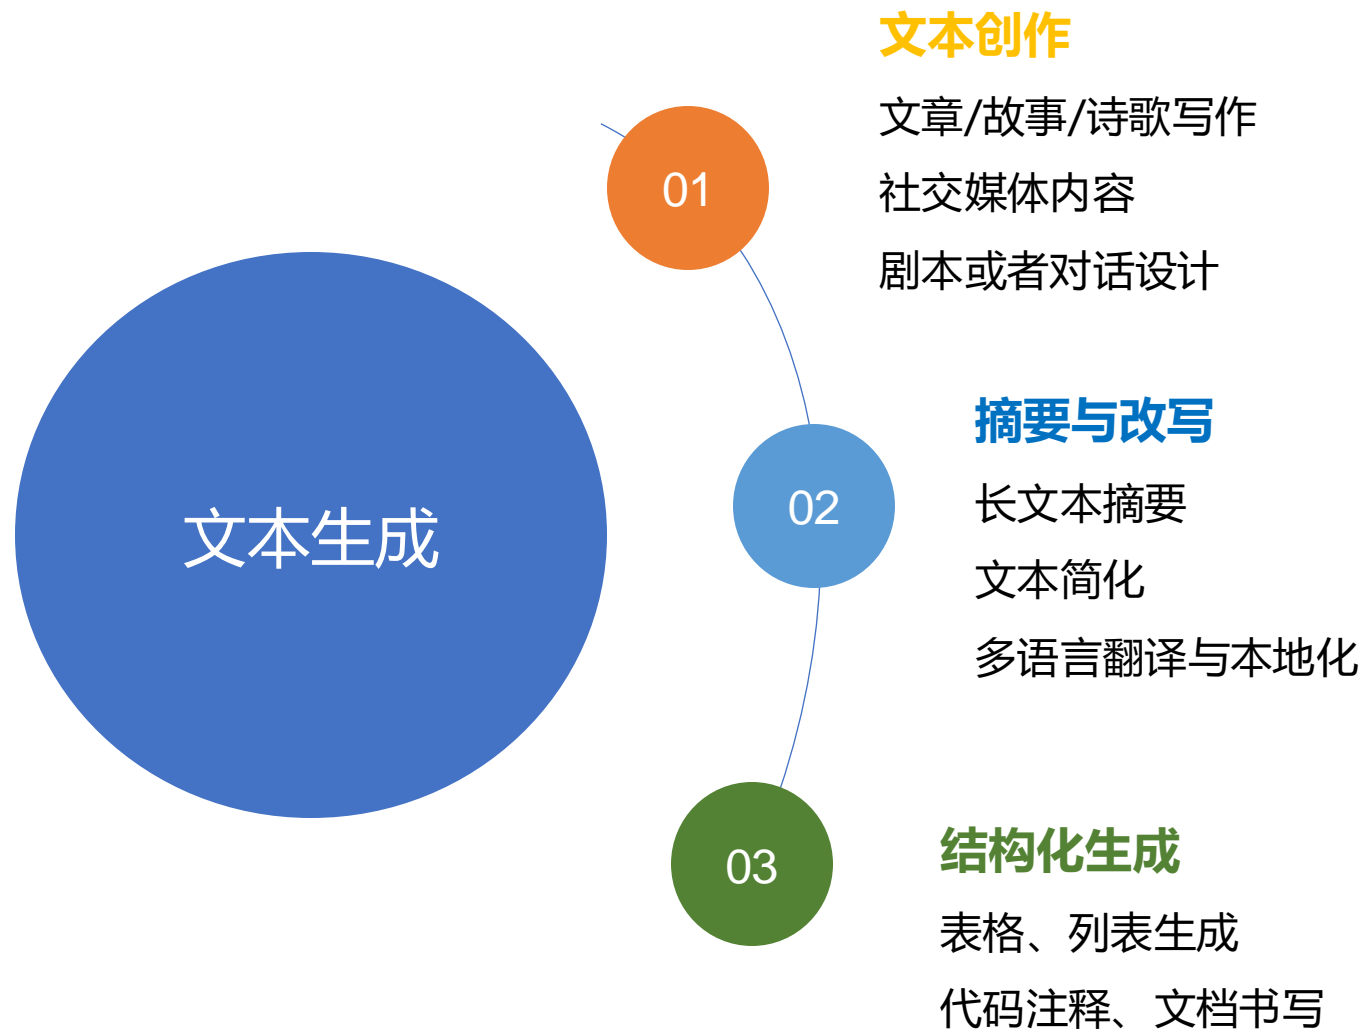 文本生成
01
文本创作
文章/故事/诗歌写作
社交媒体内容
剧本或者对话设计
02
摘要与改写
长文本摘要
文本简化
多语言翻译与本地化
03
结构化生成
表格、列表生成
代码注释、文档书写